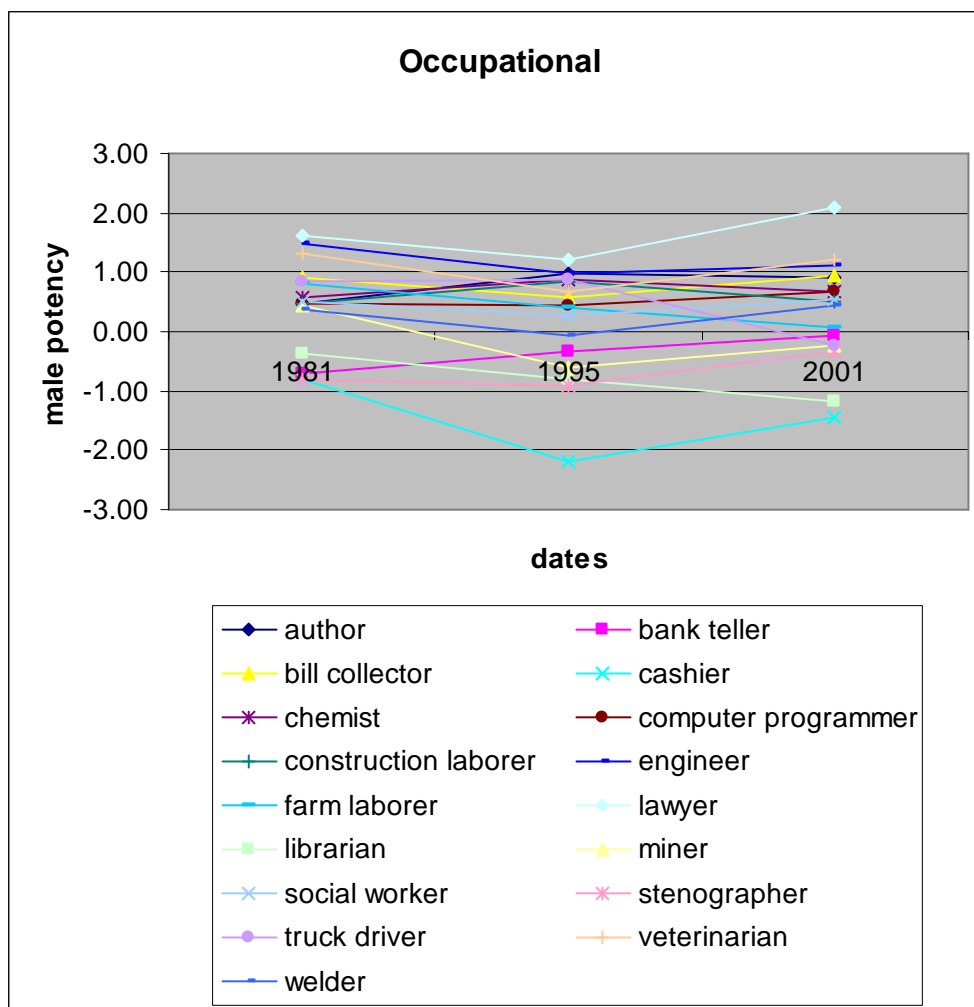 Occupational
3.00
2.00
1.00
0.00
-1.00
-2.00
-3.00
male potency
1981 1995 2001
dates
author bank teller
bill collector cashier
chemist computer programmer
construction laborer engineer
farm laborer lawyer
librarian miner
social worker stenographer
truck driver veterinarian
welder